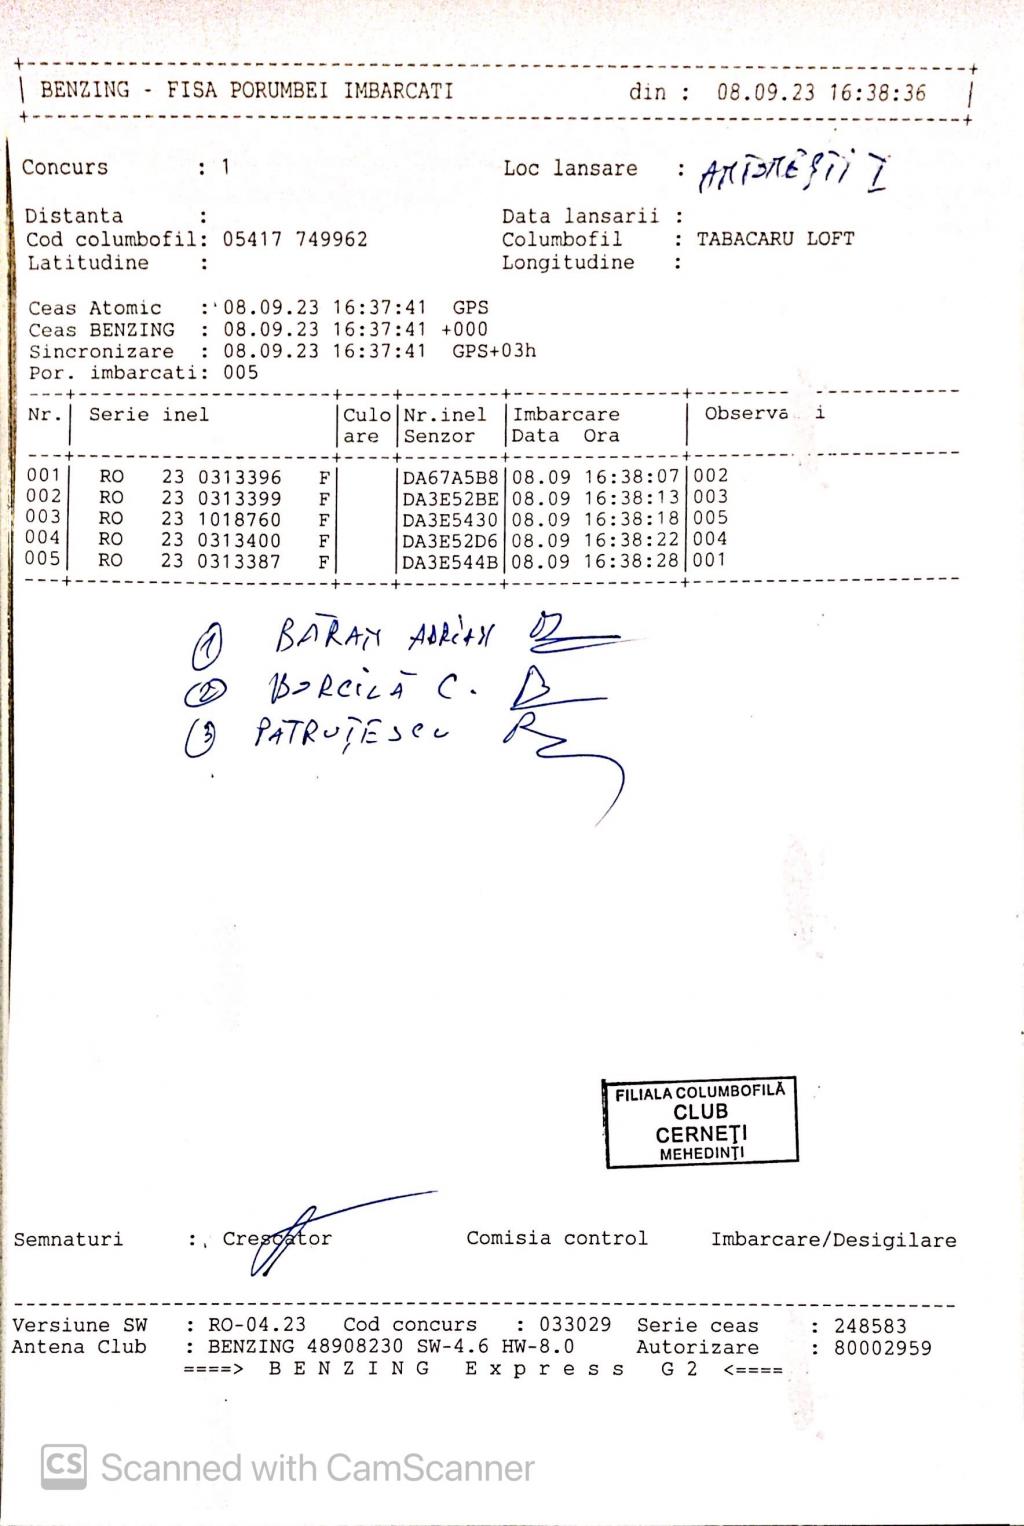 BENZING - FISA PORUMBEI IMBARCATI din : 08.09.23 16:38:36
Concurs : 1 Loc lansare :
Distanta : Data lansarii :
Cod columbofil: 05417 749962 Columbofil : TABACARU LOFT
Latitudine : Longitudine :
Ceas Atomic : 08.09.23 16:37:41 GPS
Ceas BENZING : 08.09.23 16:37:41 +000
Sincronizare : 08.09.23 16:37:41 GPS+03h
Por. imbarcati: 005
Nr. Serie inel Culo Nr.inel Imbarcare Observa i
are Senzor Data Ora
001 RO 23 0313396 F DA67A5B8 08.09 16:38:07 002
002 RO 23 0313399 F DA3E52BE 08.09 16:38:13 003
003 RO 23 1018760 F DA3E5430 08.09 16:38:18 005
004 RO 23 0313400 F DA3E52D6 08.09 16:38:22 004
005 RO 23 0313387 F DA3E544B 08.09 16:38:28 001
1 BĂRAN ADRIAN
2 BORCILĂ C.
3 PATRUȚESCU
FILIALA COLUMBOFILĂ
CLUB
CERNEȚI
MEHEDINȚI
Semnaturi : Crescator Comisia control Imbarcare/Desigilare
Versiune SW : RO-04.23 Cod concurs : 033029 Serie ceas : 248583
Antena Club : BENZING 48908230 SW-4.6 HW-8.0 Autorizare : 80002959
====> B E N Z I N G E x p r e s s G 2 <====
CS Scanned with CamScanner